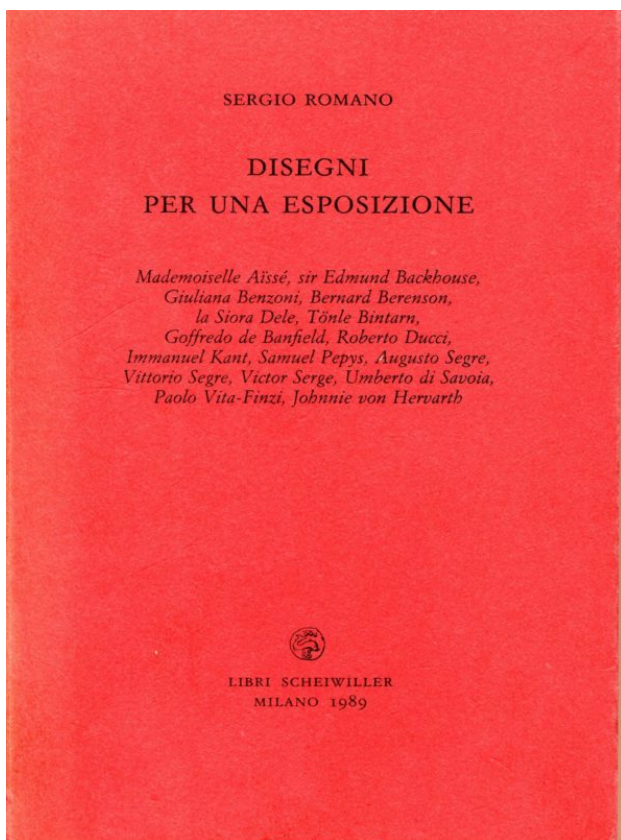 SERGIO ROMANO
DISEGNI
PER UNA ESPOSIZIONE
Mademoiselle Aïssé, sir Edmund Backhouse,
Giuliana Benzoni, Bernard Berenson,
la Siora Dele, Tönle Bintarn,
Goffredo de Banfield, Roberto Ducci,
Immanuel Kant, Samuel Pepys, Augusto Segre,
Vittorio Segre, Victor Serge, Umberto di Savoia,
Paolo Vita-Finzi, Johnnie von Hervarth
LIBRI SCHEIWILLER
MILANO 1989